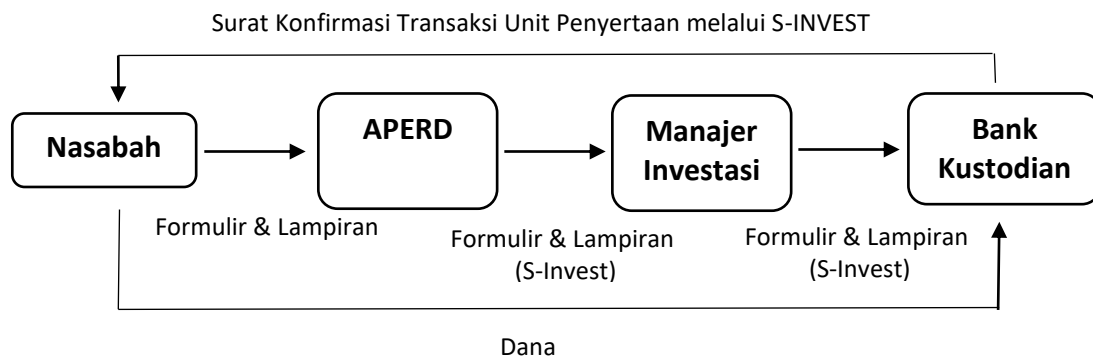 Surat Konfirmasi Transaksi Unit Penyertaan melalui S-INVEST
Nasabah
APERD
Manajer
Investasi
Bank
Kustodian
Formulir & Lampiran
Formulir & Lampiran
(S-Invest)
Formulir & Lampiran
(S-Invest)
Dana